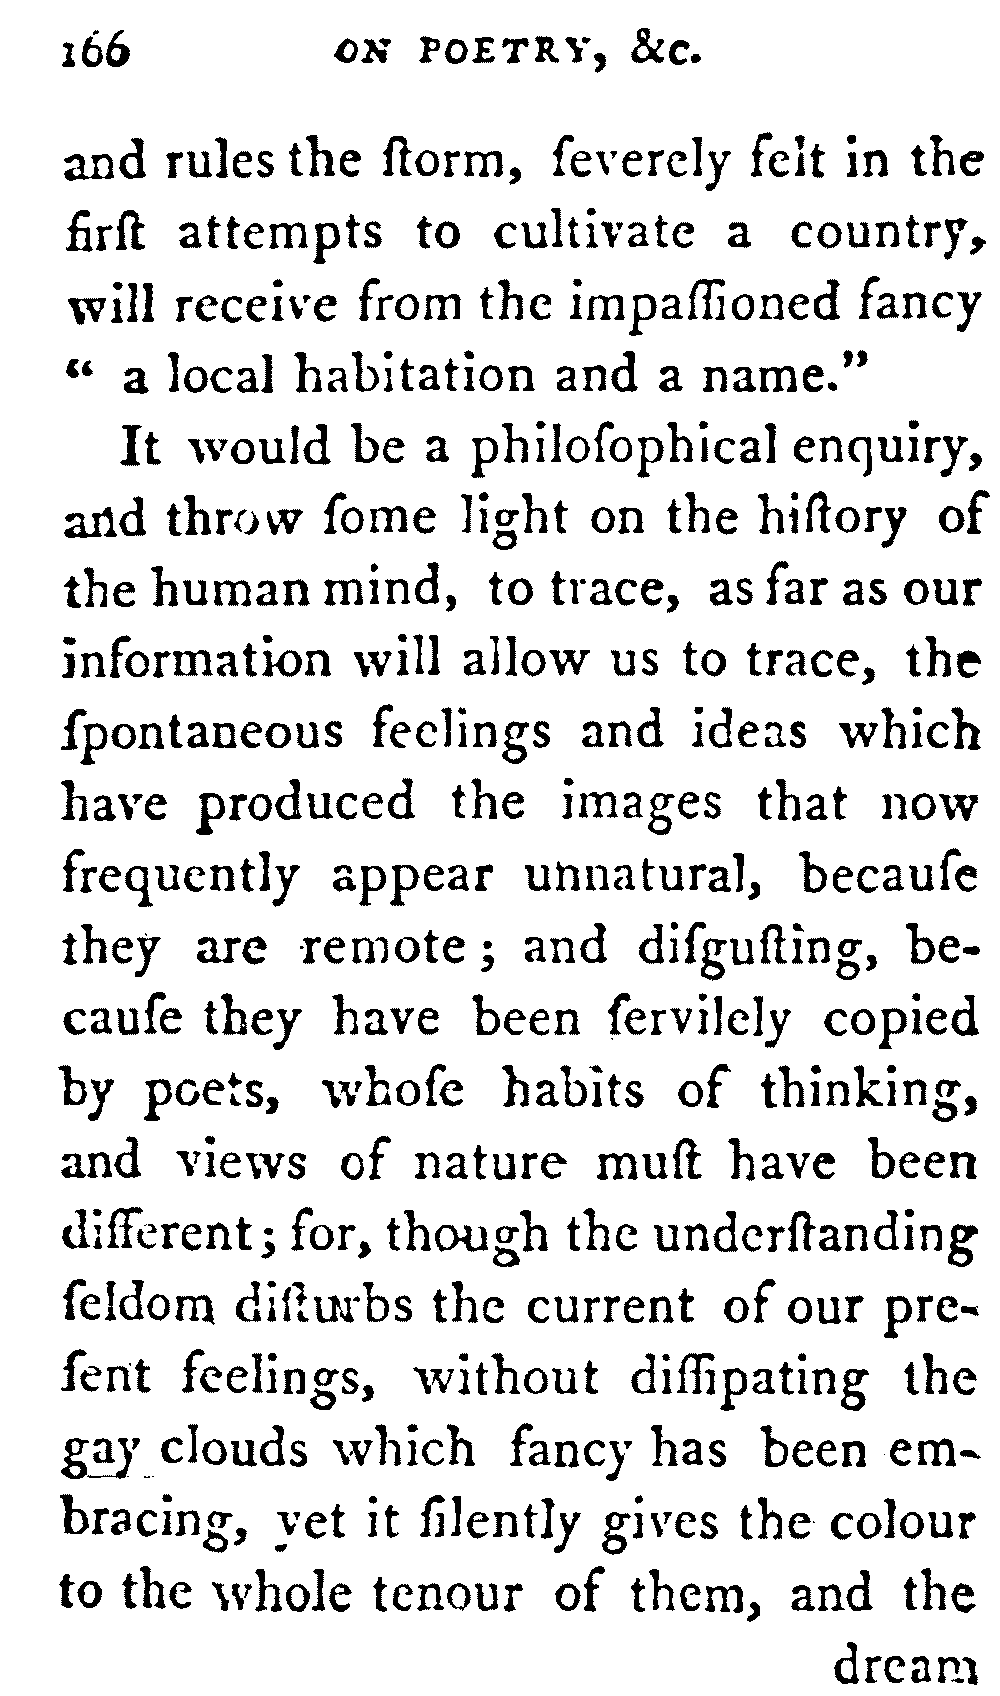 166 ON POETRY, &c.
and rules the ſtorm, ſeverely felt in the
firſt attempts to cultivate a country,
will receive from the impaſſioned fancy
“ a local habitation and a name.”
It would be a philoſophical enquiry,
and throw ſome light on the hiſtory of
the human mind, to trace, as far as our
information will allow us to trace, the
ſpontaneous feelings and ideas which
have produced the images that now
frequently appear unnatural, becauſe
they are remote; and diſguſting, be-
cauſe they have been ſervilely copied
by poets, whoſe habits of thinking,
and views of nature muſt have been
different; for, though the underſtanding
ſeldom diſturbs the current of our pre-
ſent feelings, without diſſipating the
gay clouds which fancy has been em-
bracing, yet it ſilently gives the colour
to the whole tenour of them, and the
dream